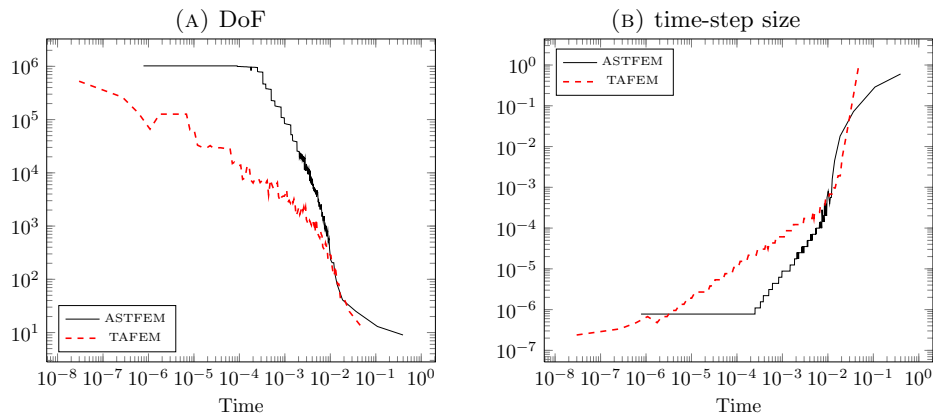 (A) DoF
10^6
10^5
10^4
10^3
10^2
10^1
10^−8 10^−7 10^−6 10^−5 10^−4 10^−3 10^−2 10^−1 10^0
Time
ASTFEM
TAFEM
(B) time-step size
10^0
10^−1
10^−2
10^−3
10^−4
10^−5
10^−6
10^−7
10^−8 10^−7 10^−6 10^−5 10^−4 10^−3 10^−2 10^−1 10^0
Time
ASTFEM
TAFEM